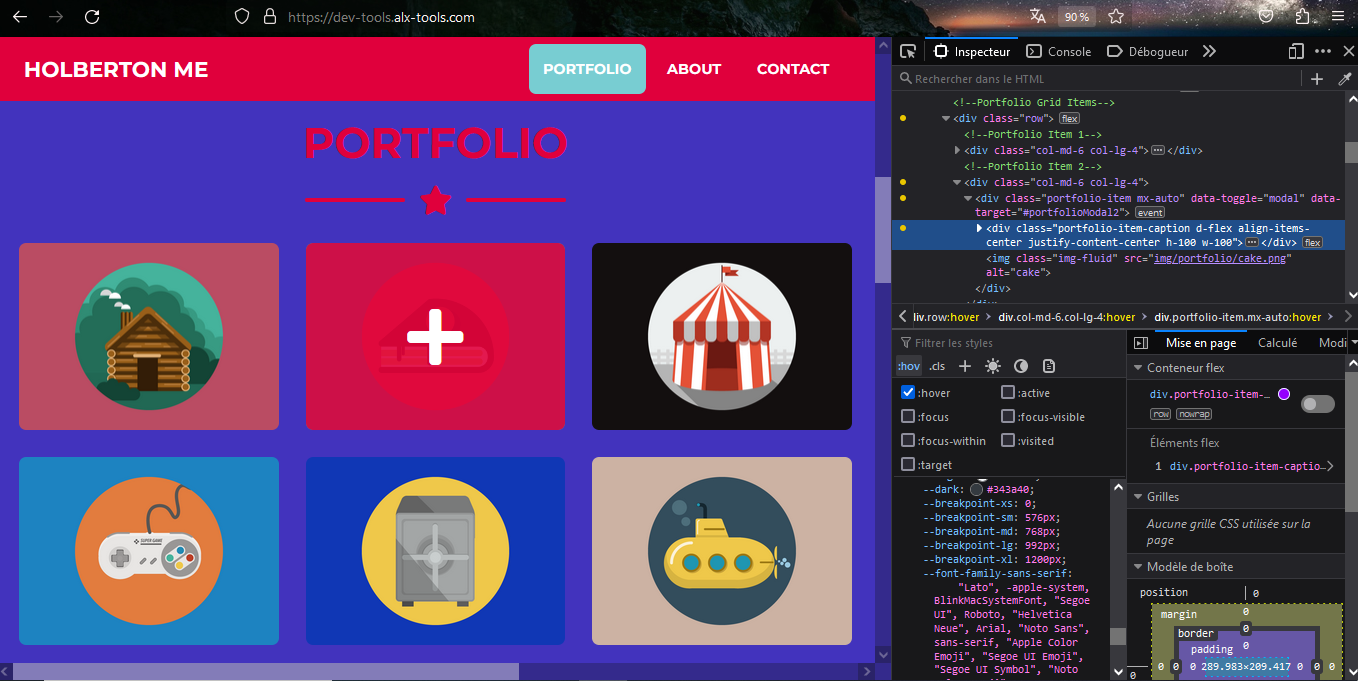 https://dev-tools.alx-tools.com
90 %
HOLBERTON ME
PORTFOLIO
ABOUT
CONTACT
PORTFOLIO
SUPER GAME
Inspecteur
Console
Débogueur
Rechercher dans le HTML
<!--Portfolio Grid Items-->
<div class="row"> flex
<!--Portfolio Item 1-->
<div class="col-md-6 col-lg-4"> </div>
<!--Portfolio Item 2-->
<div class="col-md-6 col-lg-4">
<div class="portfolio-item mx-auto" data-toggle="modal" data-
target="#portfolioModal2"> event
<div class="portfolio-item-caption d-flex align-items-
center justify-content-center h-100 w-100"> </div> flex
<img class="img-fluid" src="img/portfolio/cake.png"
alt="cake">
</div>
liv.row:hover
div.col-md-6.col-lg-4:hover
div.portfolio-item.mx-auto:hover
Filtrer les styles
:hov
.cls
:hover
:active
:focus
:focus-visible
:focus-within
:visited
:target
--dark: #343a40;
--breakpoint-xs: 0;
--breakpoint-sm: 576px;
--breakpoint-md: 768px;
--breakpoint-lg: 992px;
--breakpoint-xl: 1200px;
--font-family-sans-serif:
"Lato", -apple-system,
BlinkMacSystemFont, "Segoe
UI", Roboto, "Helvetica
Neue", Arial, "Noto Sans",
sans-serif, "Apple Color
Emoji", "Segoe UI Emoji",
"Segoe UI Symbol", "Noto
Mise en page
Calculé
Modi
Conteneur flex
div.portfolio-item-…
row
nowrap
Éléments flex
1 div.portfolio-item-captio…
Grilles
Aucune grille CSS utilisée sur la
page
Modèle de boîte
position
0
margin
0
border
0
padding
0
0 0 0 289.983×209.417 0 0 0
0